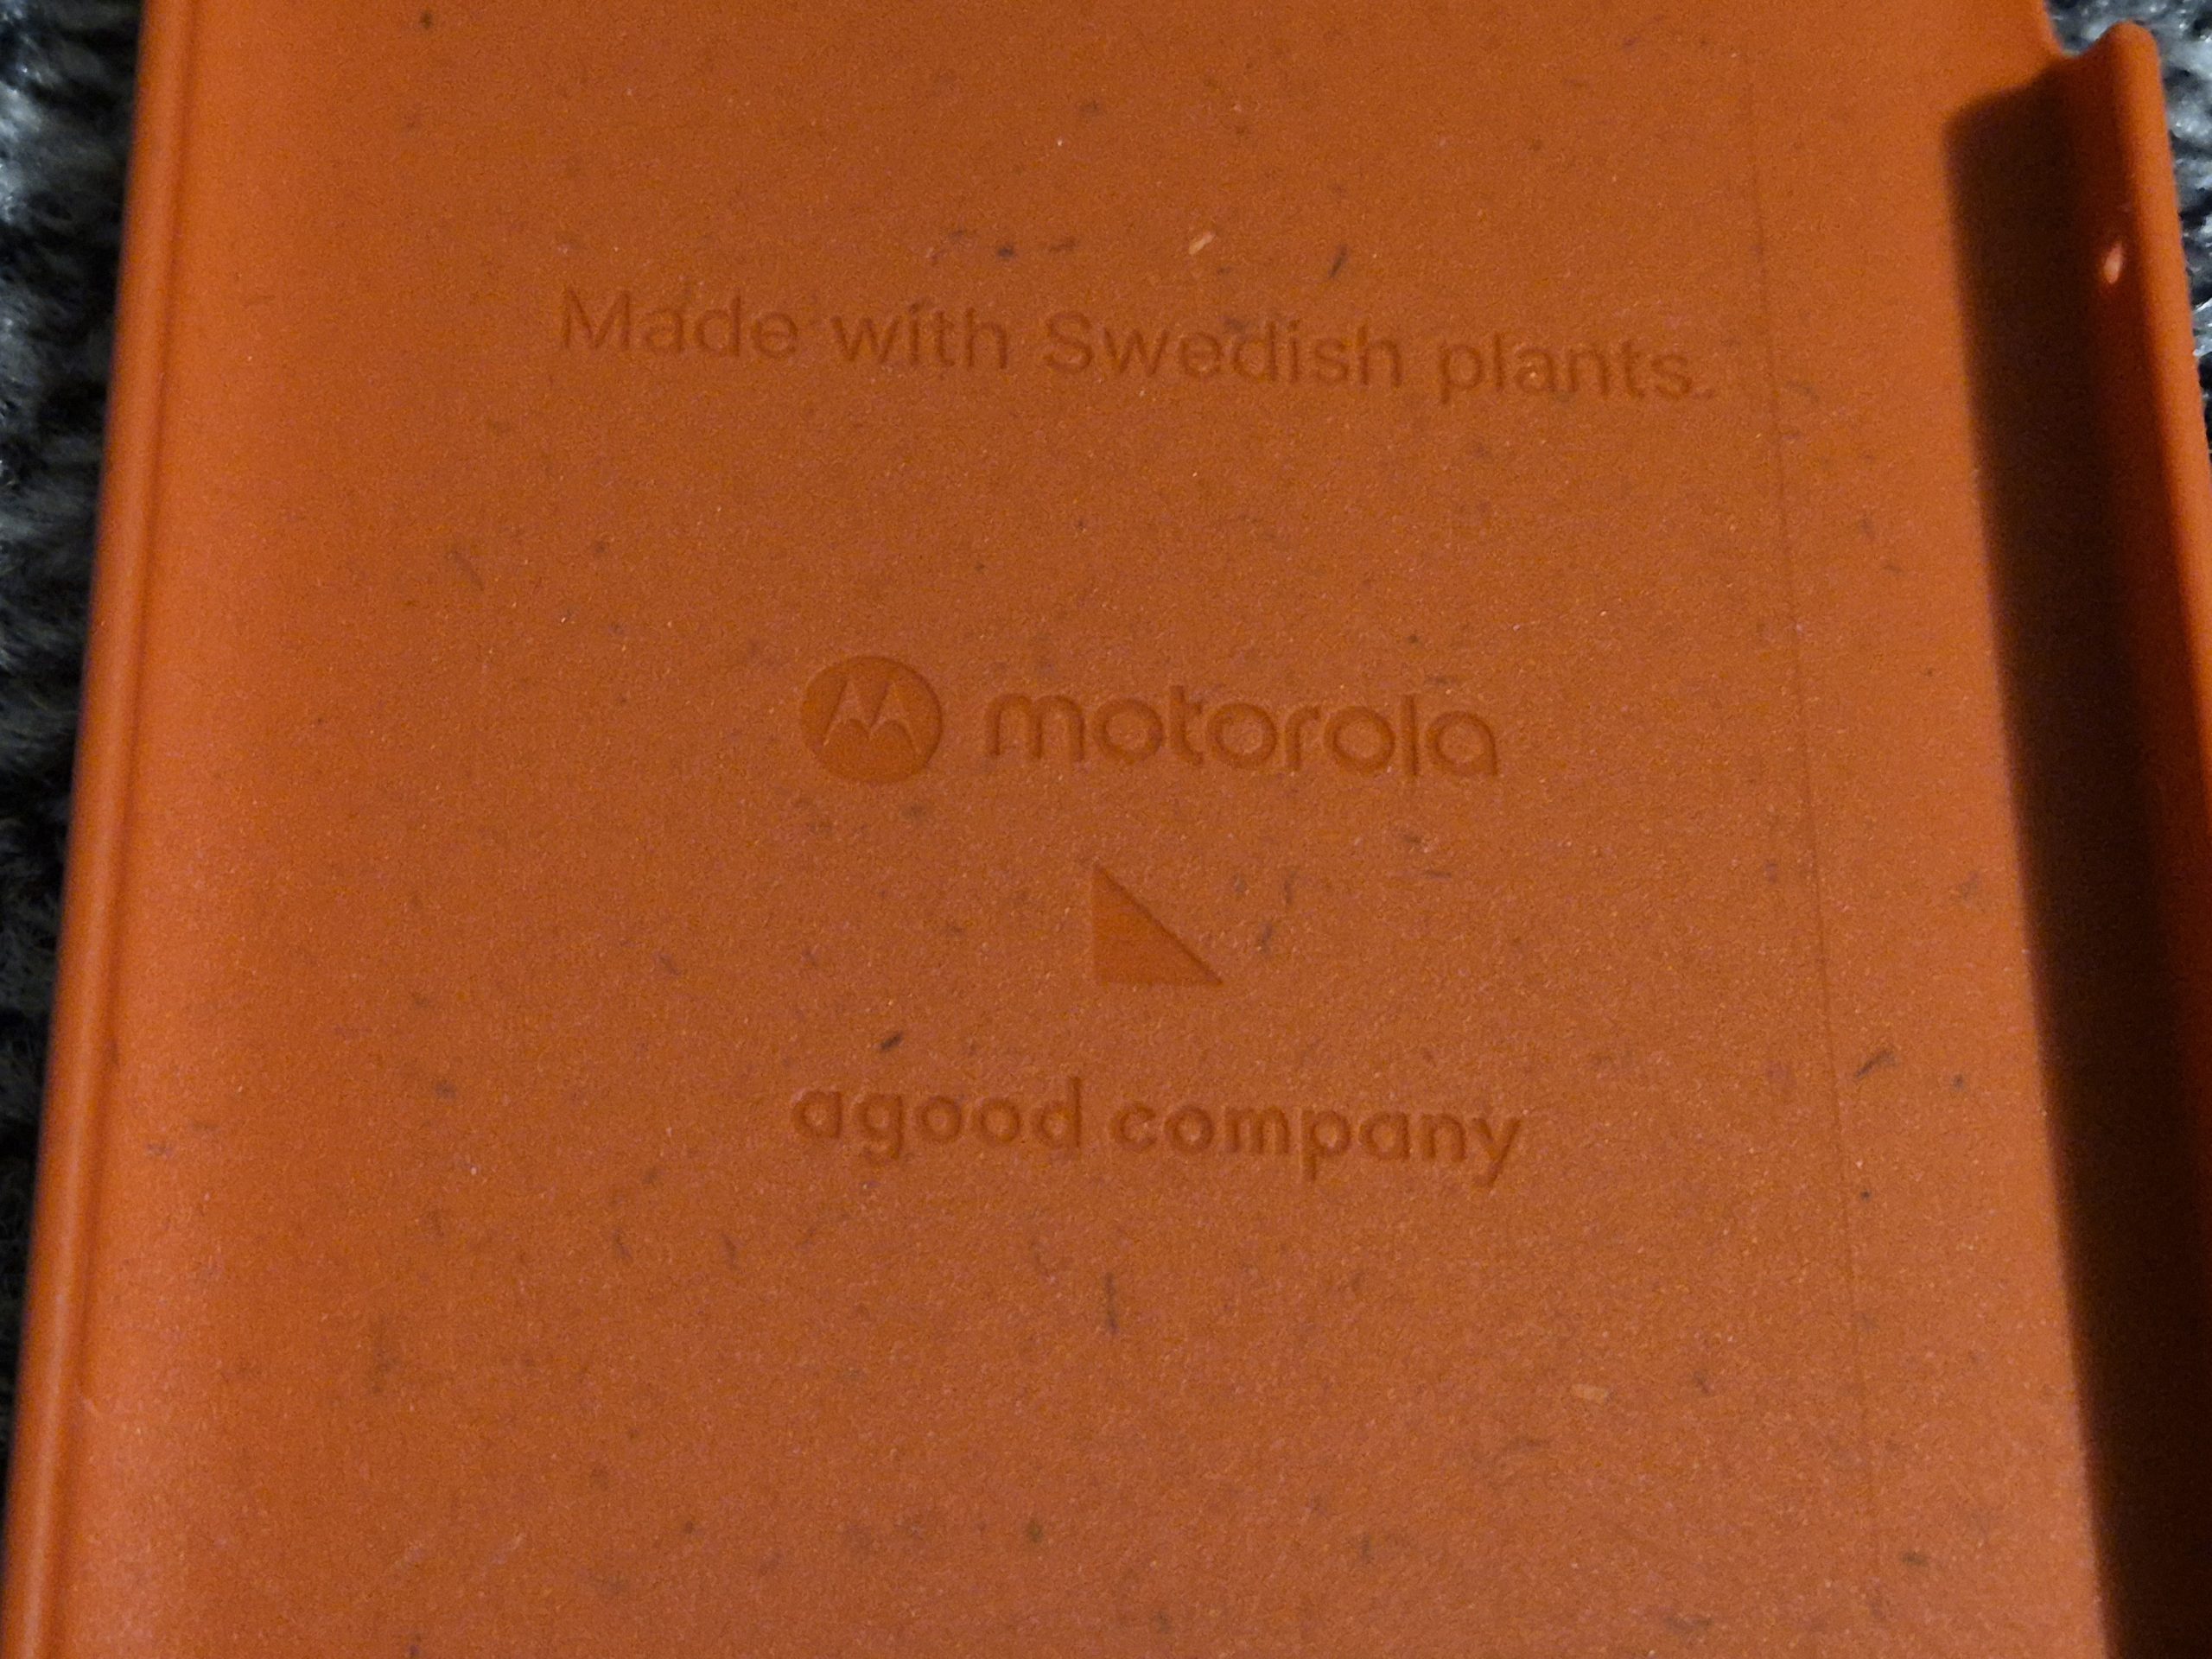 Made with Swedish plants.
motorola
agood company